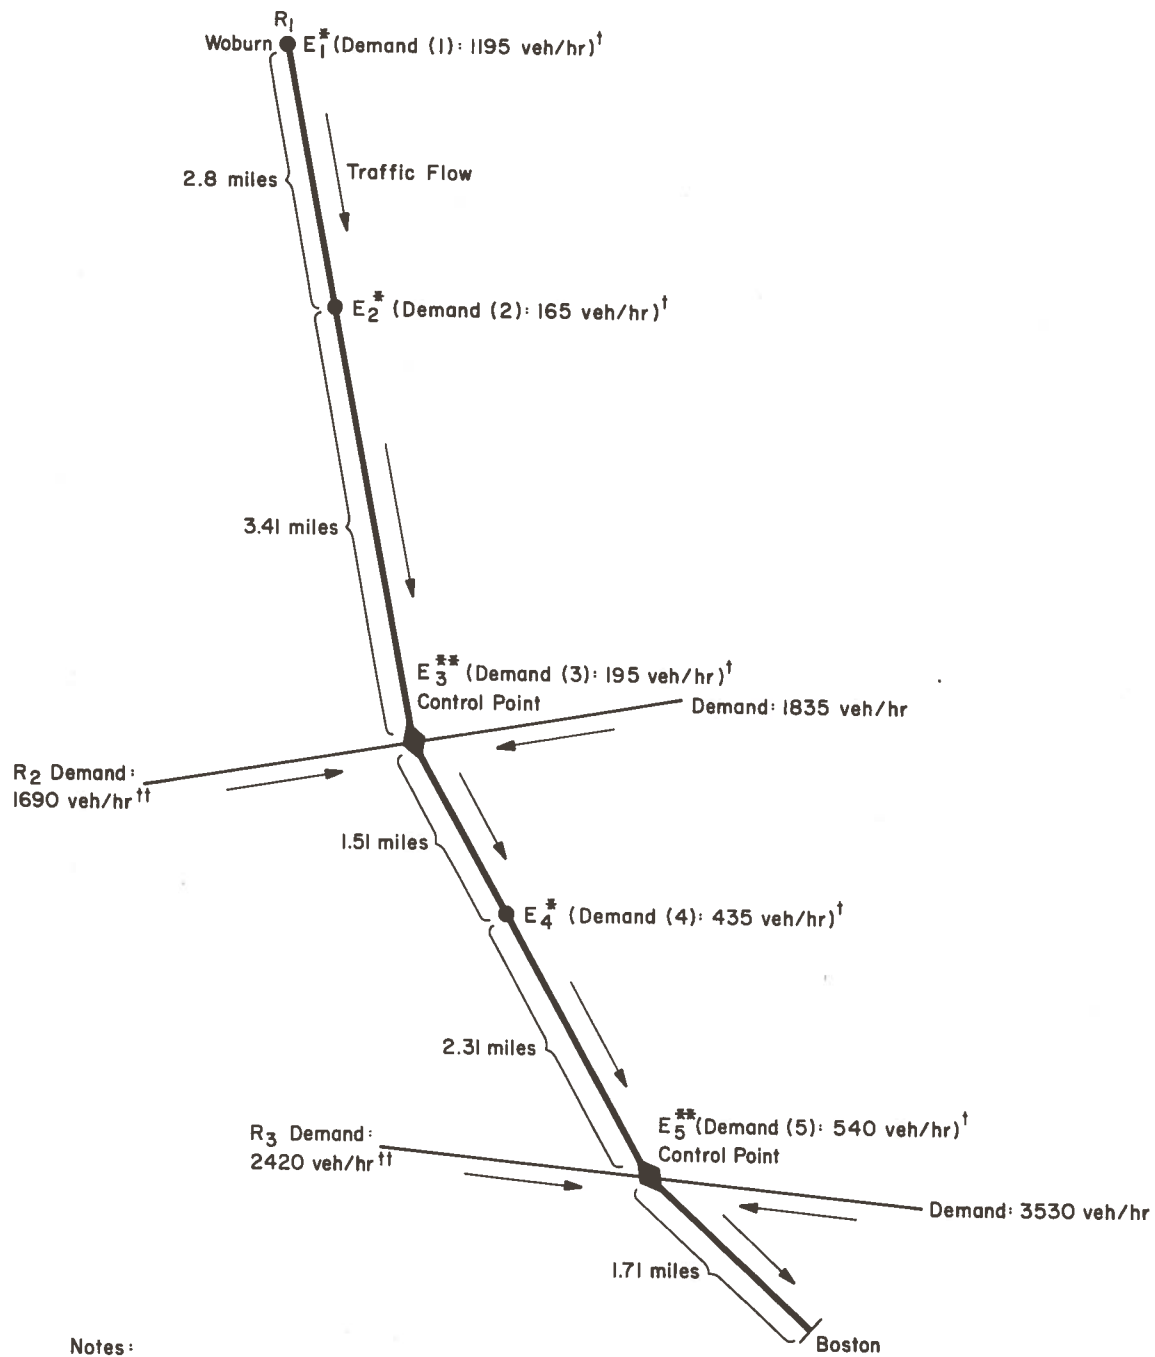 R1
Woburn E1* (Demand (1): 1195 veh/hr)†
2.8 miles
Traffic Flow
E2* (Demand (2): 165 veh/hr)†
3.41 miles
E3** (Demand (3): 195 veh/hr)†
Control Point
Demand: 1835 veh/hr
R2 Demand:
1690 veh/hr††
1.51 miles
E4* (Demand (4): 435 veh/hr)†
2.31 miles
E5** (Demand (5): 540 veh/hr)†
Control Point
R3 Demand:
2420 veh/hr††
Demand: 3530 veh/hr
1.71 miles
Boston
Notes: